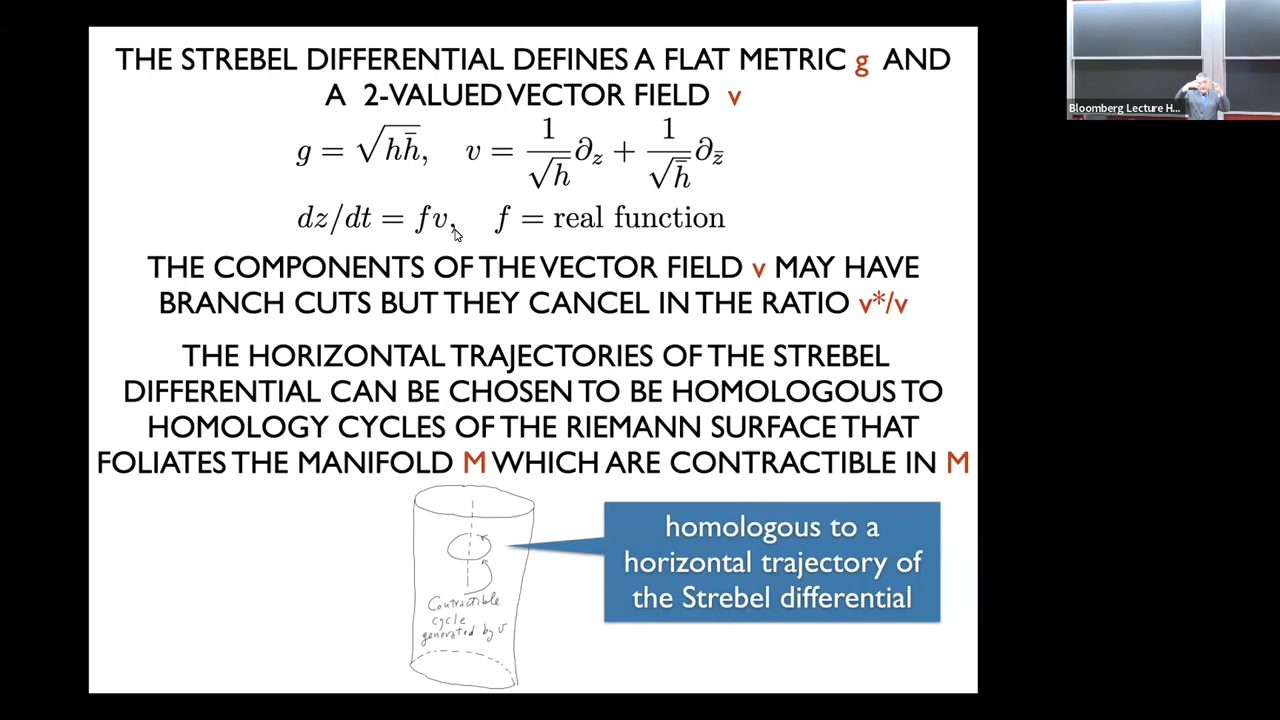 THE STREBEL DIFFERENTIAL DEFINES A FLAT METRIC g AND
A 2-VALUED VECTOR FIELD v
g = √hh̄, v = 1/√h ∂_z + 1/√h̄ ∂_z̄
dz/dt = fv, f = real function
THE COMPONENTS OF THE VECTOR FIELD v MAY HAVE
BRANCH CUTS BUT THEY CANCEL IN THE RATIO v*/v
THE HORIZONTAL TRAJECTORIES OF THE STREBEL
DIFFERENTIAL CAN BE CHOSEN TO BE HOMOLOGOUS TO
HOMOLOGY CYCLES OF THE RIEMANN SURFACE THAT
FOLIATES THE MANIFOLD M WHICH ARE CONTRACTIBLE IN M
homologous to a
horizontal trajectory of
the Strebel differential
Contractible
cycle
generated by v
Bloomberg Lecture H...